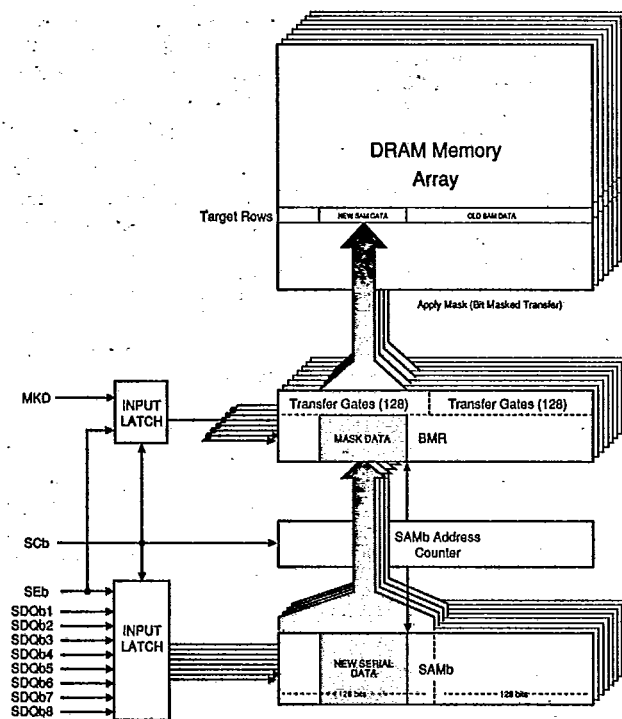 DRAM Memory
Array
Target Rows
NEW SAM DATA
OLD SAM DATA
Apply Mask (Bit Masked Transfer)
MKD
INPUT
LATCH
Transfer Gates (128)
Transfer Gates (128)
MASK DATA
BMR
SCb
SAMb Address
Counter
SEb
SDQb1
SDQb2
SDQb3
SDQb4
SDQb5
SDQb6
SDQb7
SDQb8
INPUT
LATCH
NEW SERIAL
DATA
SAMb
128 bits
128 bits